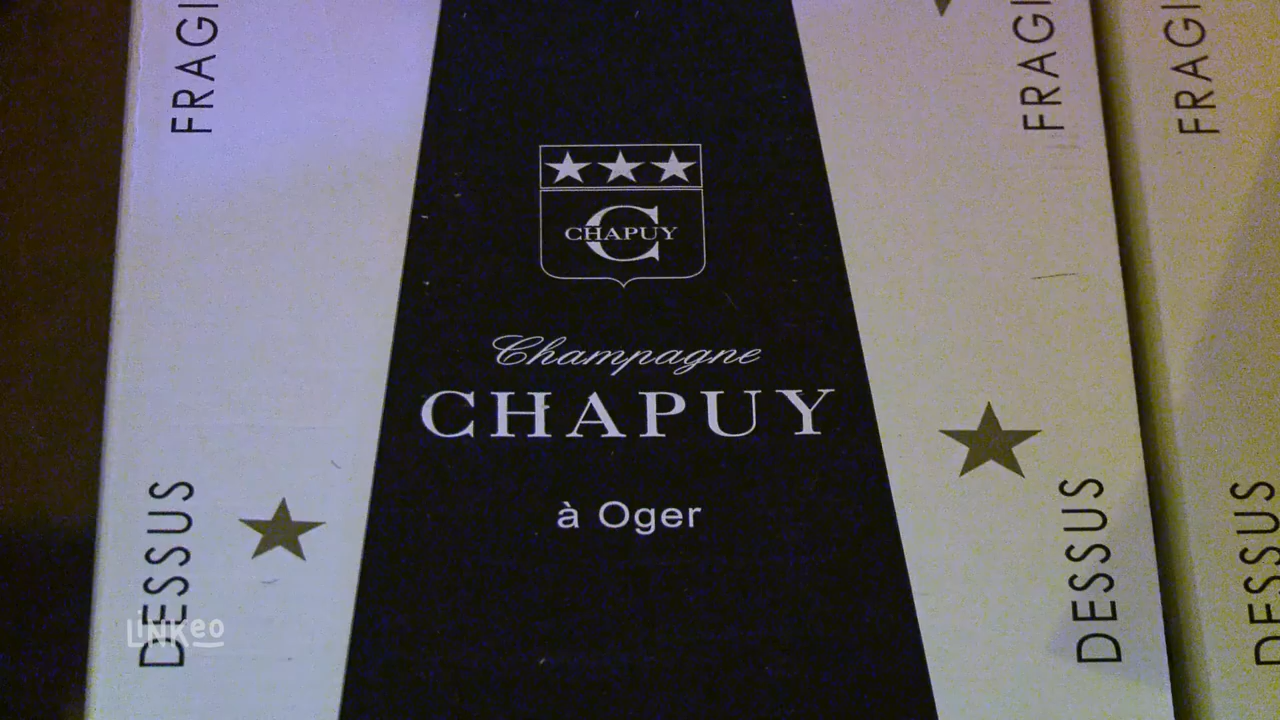 FRAGI
FRAGI
FRAGI
C
CHAPUY
Champagne
CHAPUY
à Oger
DESSUS
DESSUS
DESSUS
LINKeo